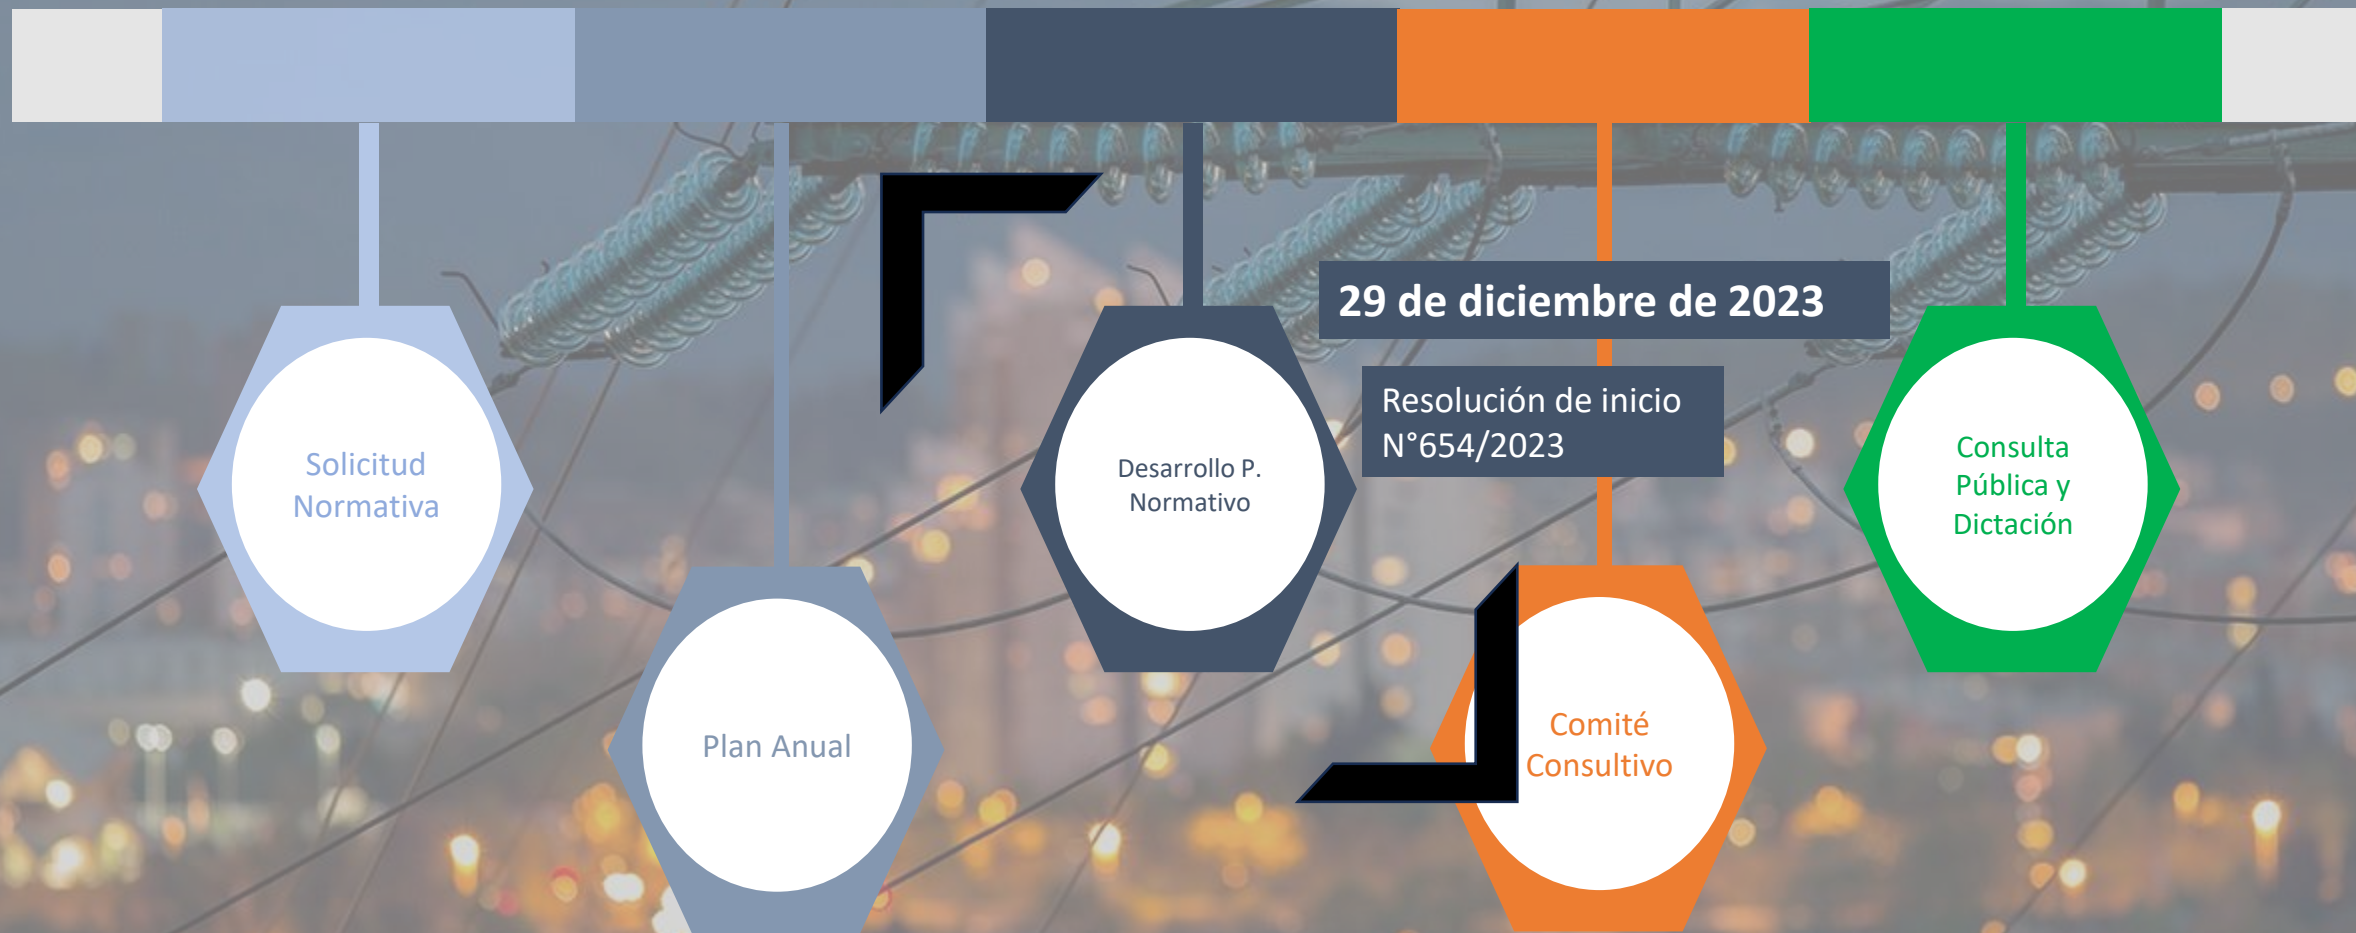 Solicitud
Normativa
Plan Anual
Desarrollo P.
Normativo
29 de diciembre de 2023
Resolución de inicio
N°654/2023
Comité
Consultivo
Consulta
Pública y
Dictación